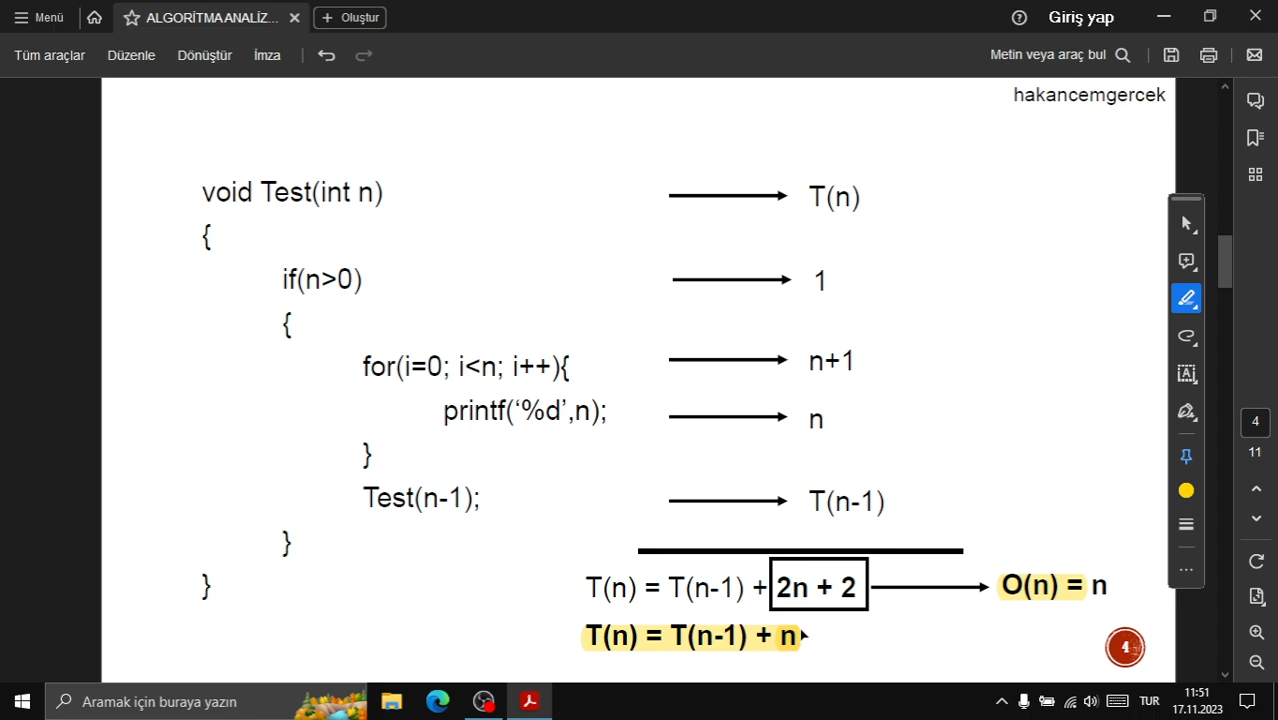 Menü
ALGORİTMA ANALİZ...
Oluştur
Giriş yap
Tüm araçlar Düzenle Dönüştür İmza
Metin veya araç bul
hakancemgercek
void Test(int n) T(n)
{
if(n>0) 1
{
for(i=0; i<n; i++){ n+1
printf(‘%d’,n); n
}
Test(n-1); T(n-1)
}
}
T(n) = T(n-1) + 2n + 2 O(n) = n
T(n) = T(n-1) + n
4
4
11
Aramak için buraya yazın
TUR
11:51
17.11.2023